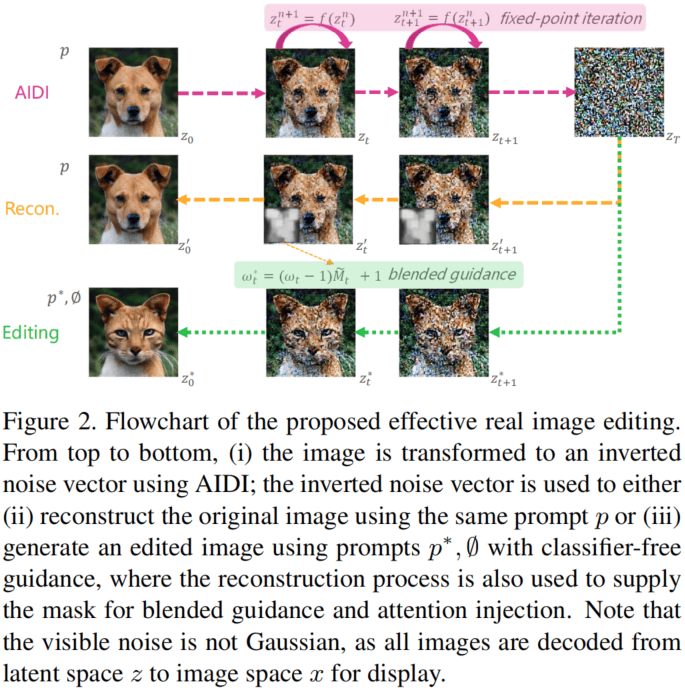 z_t^{n+1} = f(z_t^n)  z_{t+1}^{n+1} = f(z_{t+1}^n) fixed-point iteration
p
AIDI
z_0
z_t
z_{t+1}
z_T
p
Recon.
z_0'
z_t'
z_{t+1}'
ω_t^* = (ω_t − 1)M̃_t + 1 blended guidance
p*, ∅
Editing
z_0^*
z_t^*
z_{t+1}^*
Figure 2. Flowchart of the proposed effective real image editing.
From top to bottom, (i) the image is transformed to an inverted
noise vector using AIDI; the inverted noise vector is used to either
(ii) reconstruct the original image using the same prompt p or (iii)
generate an edited image using prompts p*, ∅ with classifier-free
guidance, where the reconstruction process is also used to supply
the mask for blended guidance and attention injection. Note that
the visible noise is not Gaussian, as all images are decoded from
latent space z to image space x for display.